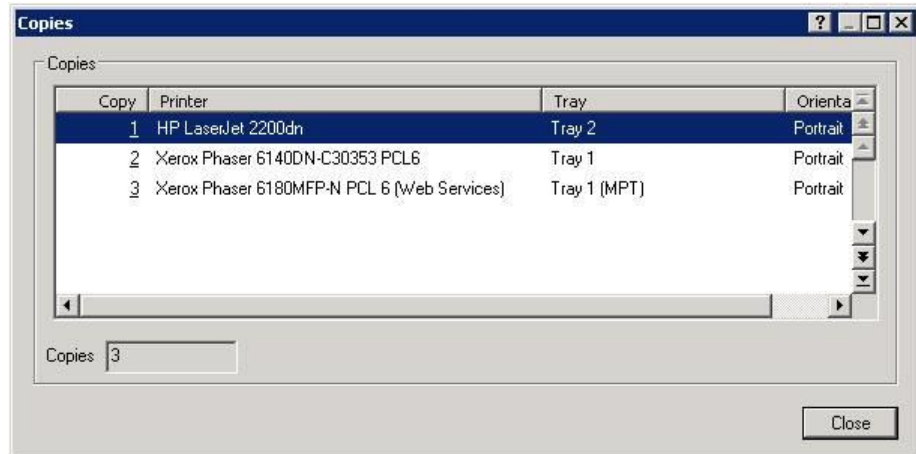 Copies
Copies
Copy Printer Tray Orienta
1 HP LaserJet 2200dn Tray 2 Portrait
2 Xerox Phaser 6140DN-C30353 PCL6 Tray 1 Portrait
3 Xerox Phaser 6180MFP-N PCL 6 (Web Services) Tray 1 (MPT) Portrait
Copies 3
Close